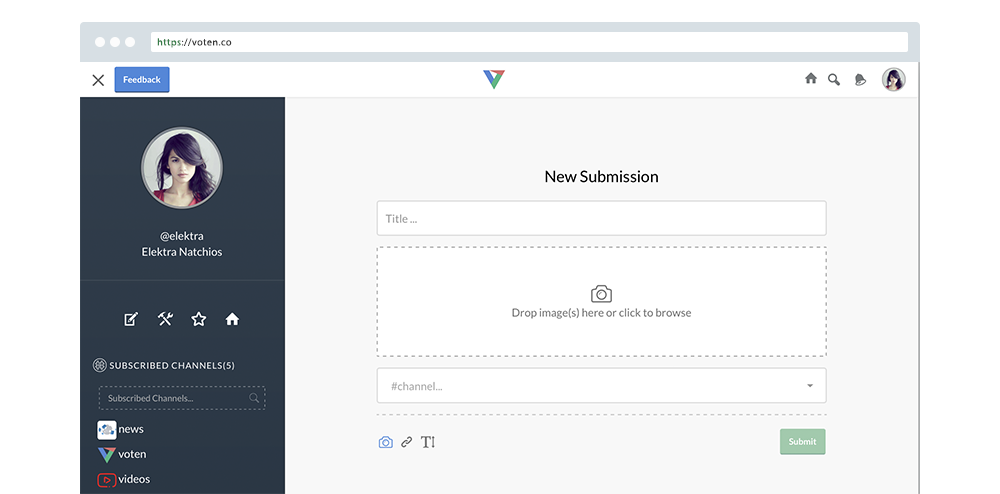 https://voten.co
Feedback
@elektra
Elektra Natchios
SUBSCRIBED CHANNELS(5)
Subscribed Channels...
news
voten
videos
New Submission
Title ...
Drop image(s) here or click to browse
#channel...
T
Submit